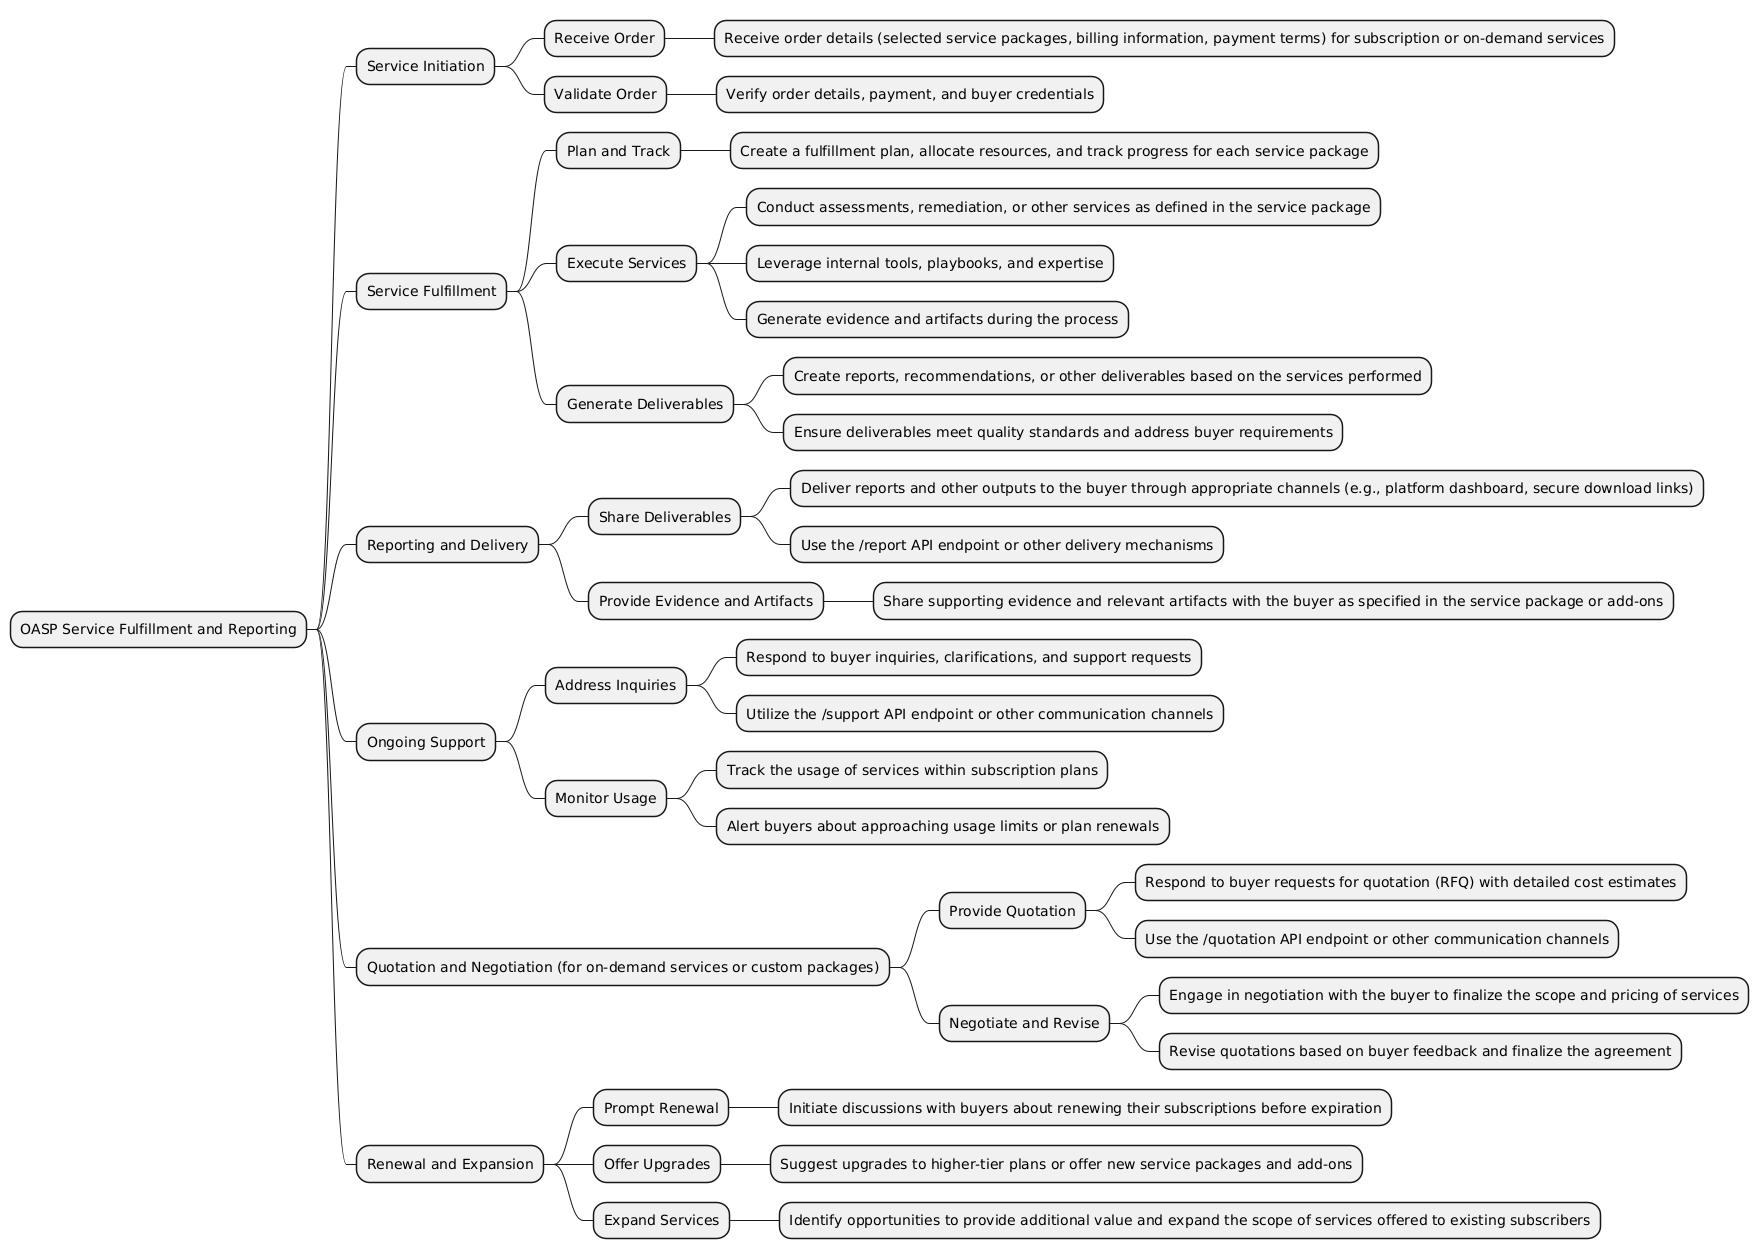 OASP Service Fulfillment and Reporting
Service Initiation
Receive Order
Receive order details (selected service packages, billing information, payment terms) for subscription or on-demand services
Validate Order
Verify order details, payment, and buyer credentials
Service Fulfillment
Plan and Track
Create a fulfillment plan, allocate resources, and track progress for each service package
Execute Services
Conduct assessments, remediation, or other services as defined in the service package
Leverage internal tools, playbooks, and expertise
Generate evidence and artifacts during the process
Generate Deliverables
Create reports, recommendations, or other deliverables based on the services performed
Ensure deliverables meet quality standards and address buyer requirements
Reporting and Delivery
Share Deliverables
Deliver reports and other outputs to the buyer through appropriate channels (e.g., platform dashboard, secure download links)
Use the /report API endpoint or other delivery mechanisms
Provide Evidence and Artifacts
Share supporting evidence and relevant artifacts with the buyer as specified in the service package or add-ons
Ongoing Support
Address Inquiries
Respond to buyer inquiries, clarifications, and support requests
Utilize the /support API endpoint or other communication channels
Monitor Usage
Track the usage of services within subscription plans
Alert buyers about approaching usage limits or plan renewals
Quotation and Negotiation (for on-demand services or custom packages)
Provide Quotation
Respond to buyer requests for quotation (RFQ) with detailed cost estimates
Use the /quotation API endpoint or other communication channels
Negotiate and Revise
Engage in negotiation with the buyer to finalize the scope and pricing of services
Revise quotations based on buyer feedback and finalize the agreement
Renewal and Expansion
Prompt Renewal
Initiate discussions with buyers about renewing their subscriptions before expiration
Offer Upgrades
Suggest upgrades to higher-tier plans or offer new service packages and add-ons
Expand Services
Identify opportunities to provide additional value and expand the scope of services offered to existing subscribers